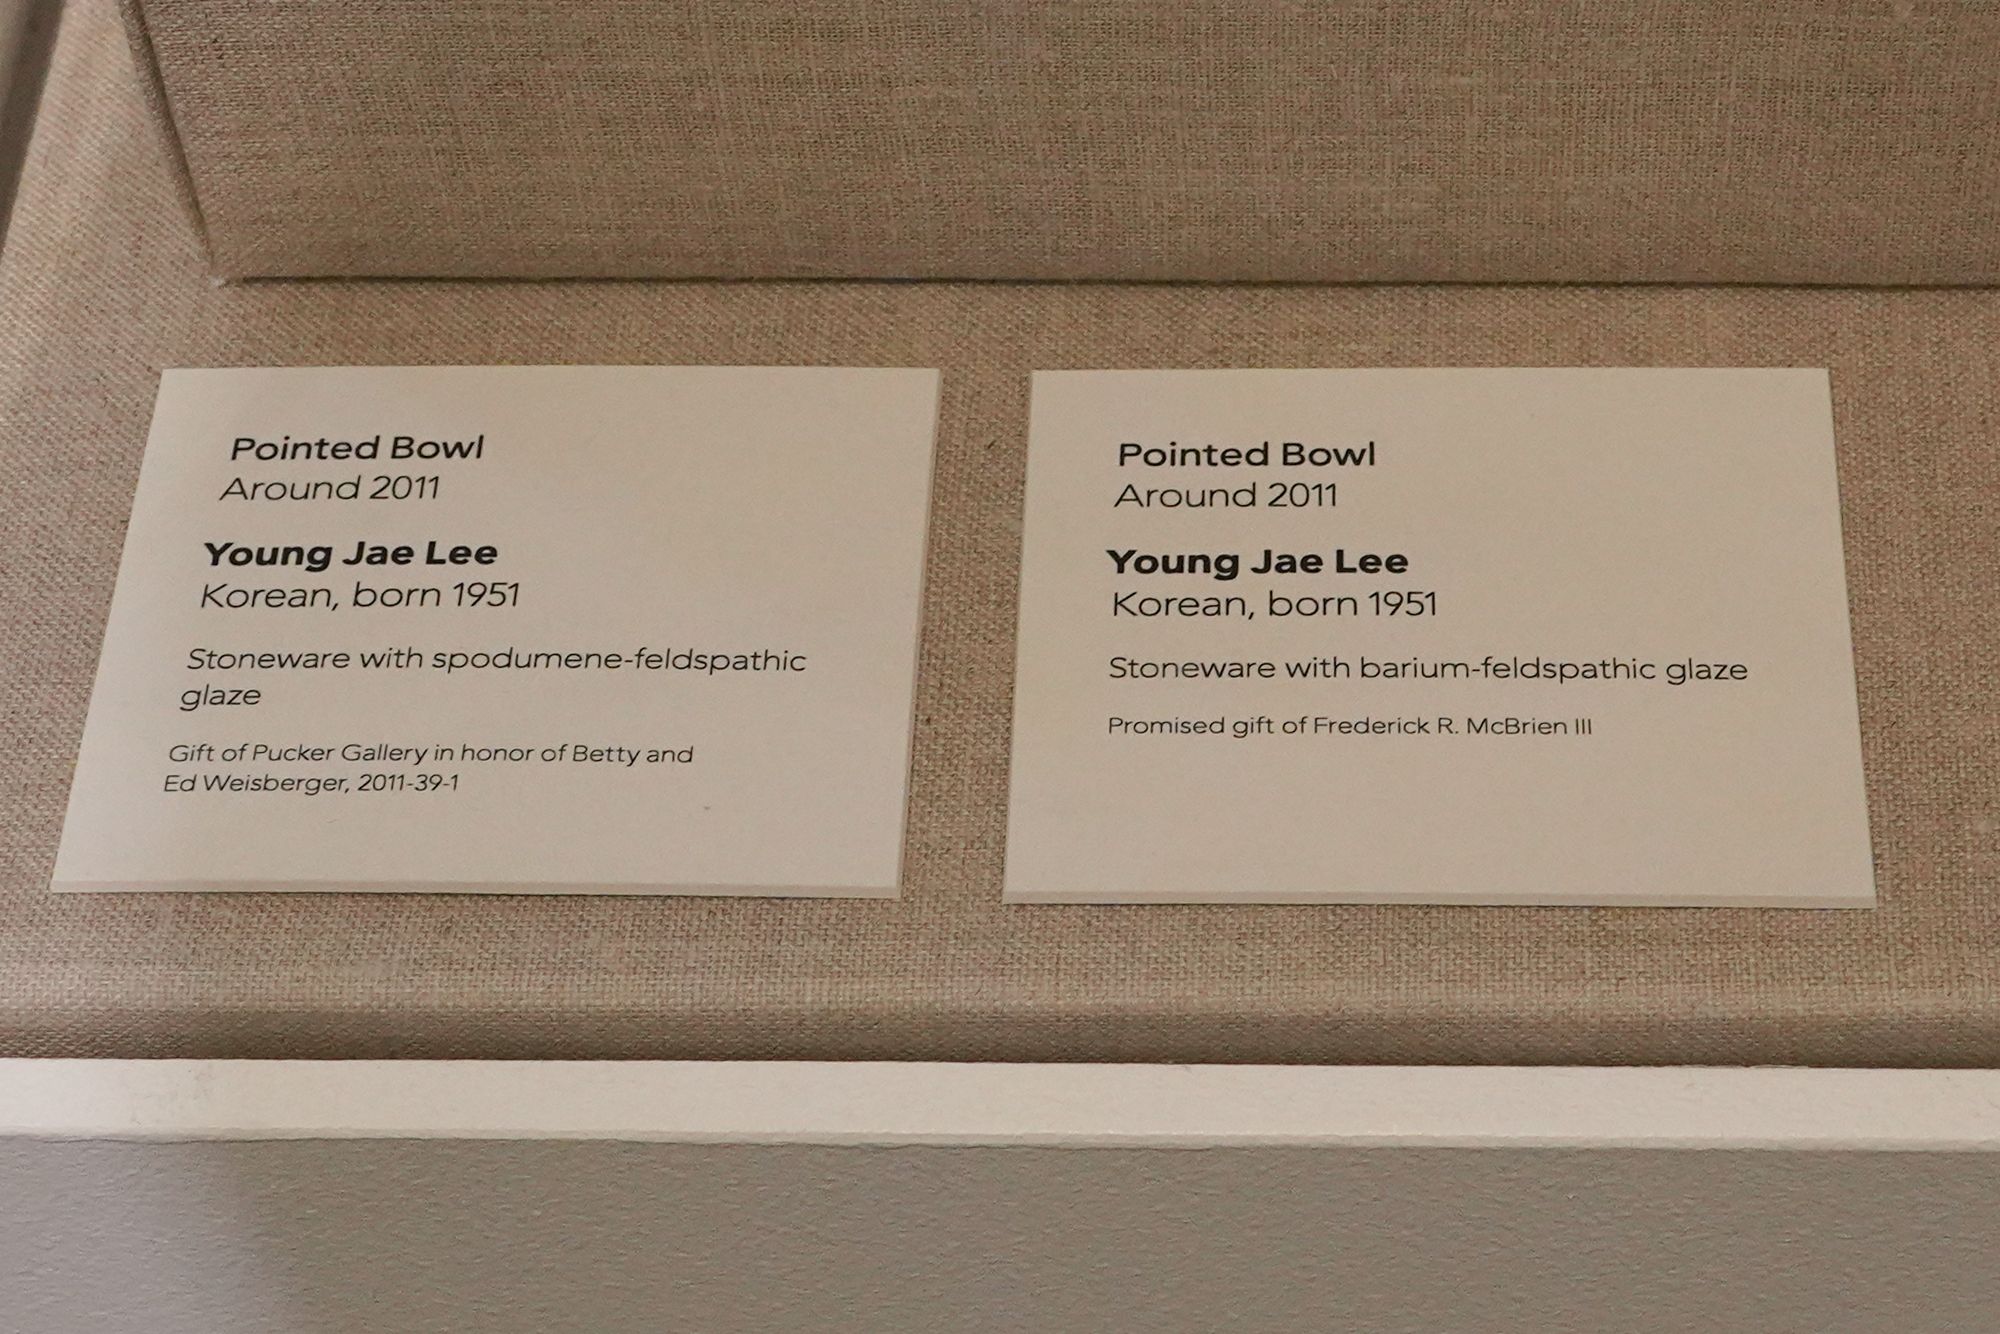 Pointed Bowl
Around 2011
Young Jae Lee
Korean, born 1951
Stoneware with spodumene-feldspathic
glaze
Gift of Pucker Gallery in honor of Betty and
Ed Weisberger, 2011-39-1
Pointed Bowl
Around 2011
Young Jae Lee
Korean, born 1951
Stoneware with barium-feldspathic glaze
Promised gift of Frederick R. McBrien III